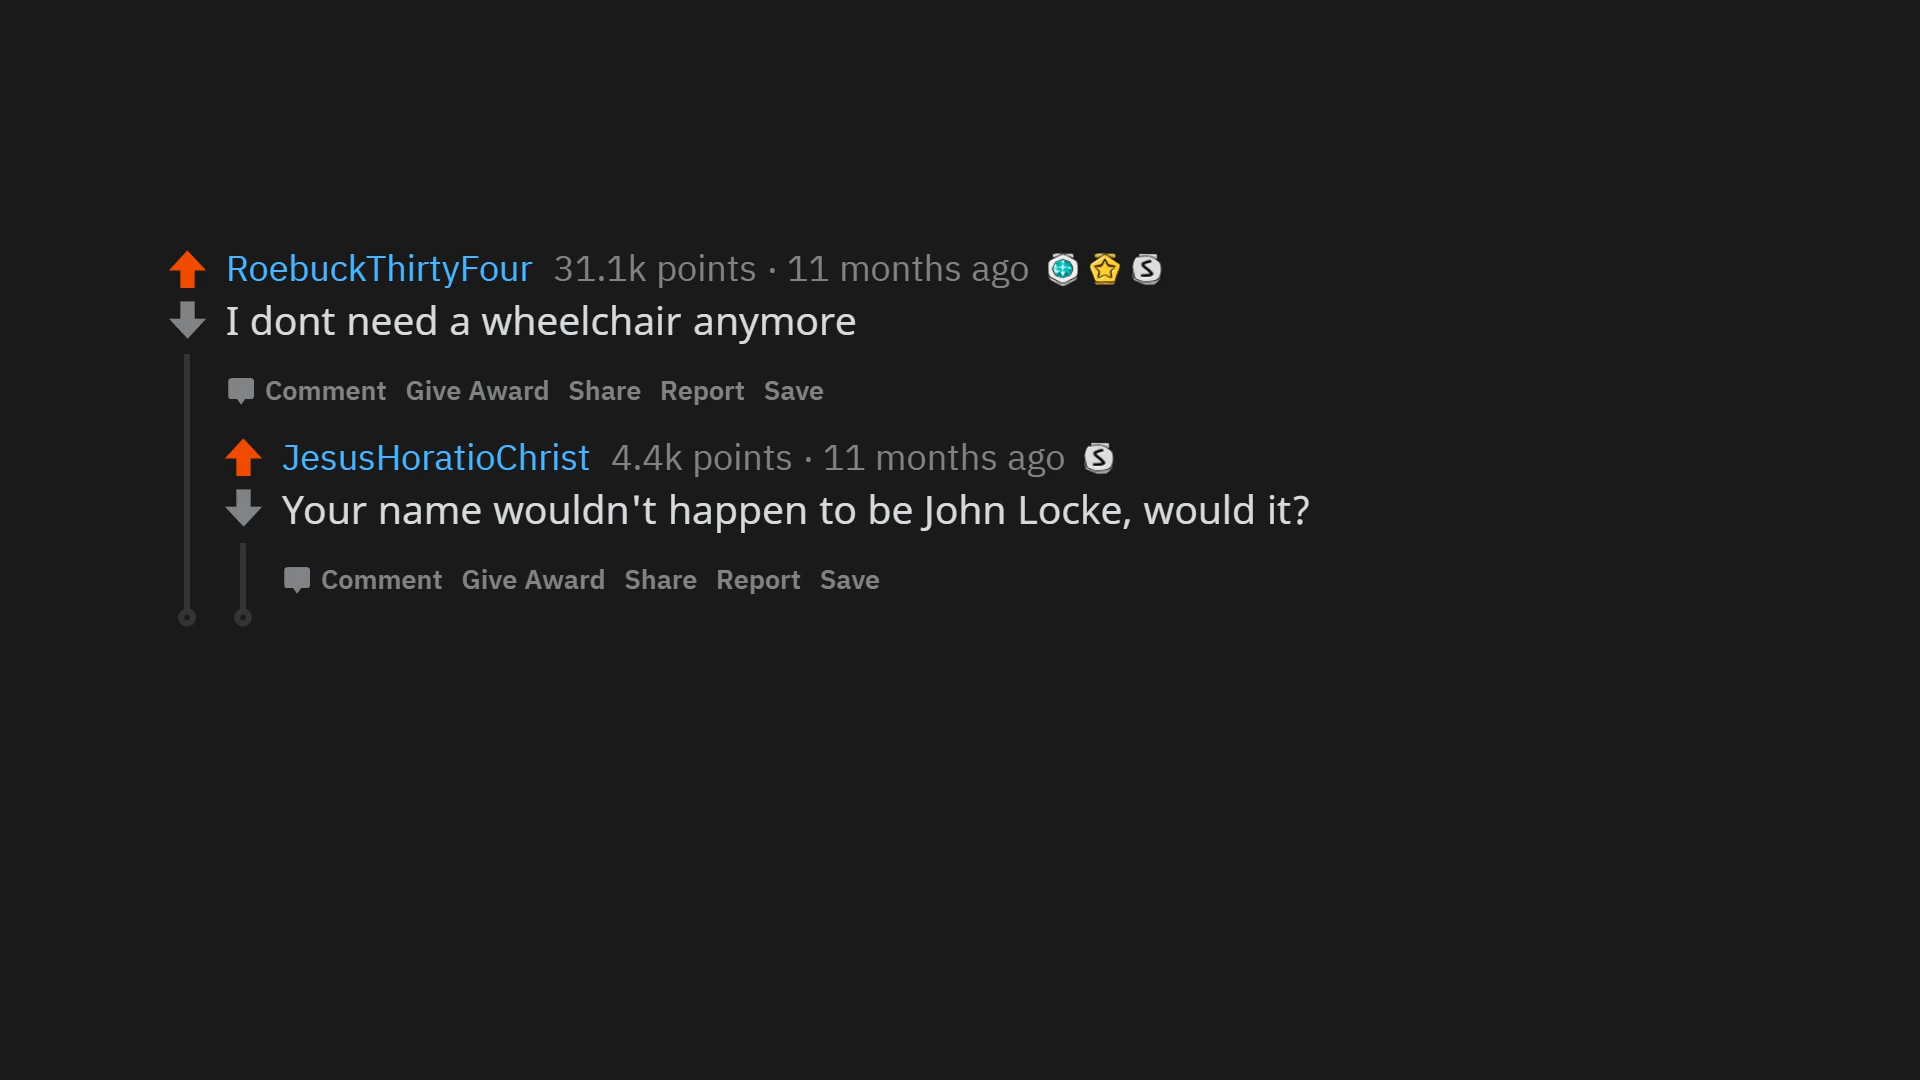 RoebuckThirtyFour 31.1k points · 11 months ago
I dont need a wheelchair anymore
Comment Give Award Share Report Save
JesusHoratioChrist 4.4k points · 11 months ago
Your name wouldn't happen to be John Locke, would it?
Comment Give Award Share Report Save